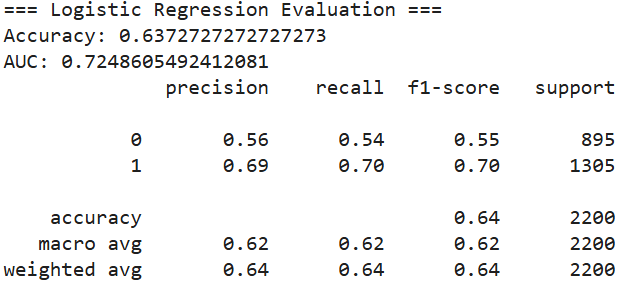 === Logistic Regression Evaluation ===
Accuracy: 0.6372727272727273
AUC: 0.7248605492412081
precision recall f1-score support
0 0.56 0.54 0.55 895
1 0.69 0.70 0.70 1305
accuracy 0.64 2200
macro avg 0.62 0.62 0.62 2200
weighted avg 0.64 0.64 0.64 2200